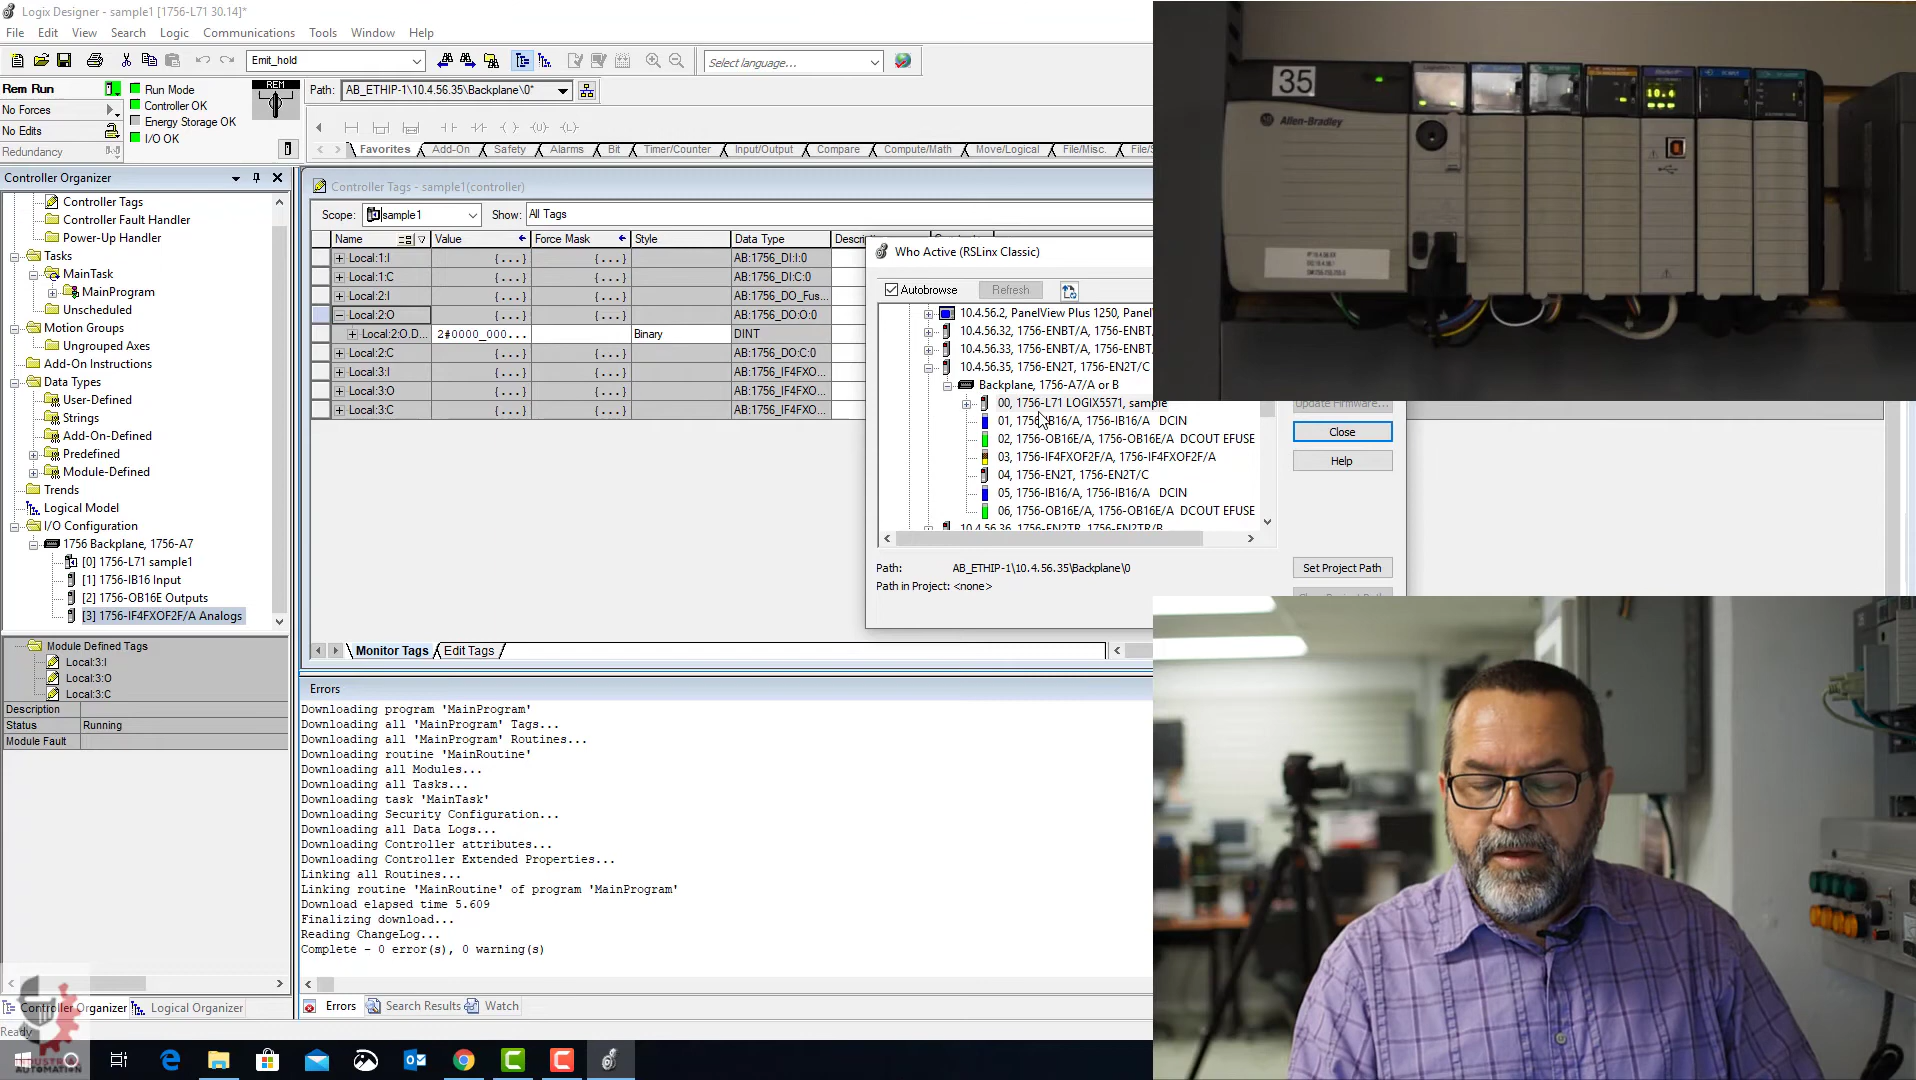 Logix Designer - sample1 [1756-L71 30.14]*
File Edit View Search Logic Communications Tools Window Help
Emit_hold
Select language...
Rem Run
No Forces
No Edits
Redundancy
Run Mode
Controller OK
Energy Storage OK
I/O OK
REM
Path: AB_ETHIP-1\10.4.56.35\Backplane\0*
Favorites Add-On Safety Alarms Bit Timer/Counter Input/Output Compare Compute/Math Move/Logical File/Misc.
Controller Organizer
Controller Tags
Controller Fault Handler
Power-Up Handler
Tasks
MainTask
MainProgram
Unscheduled
Motion Groups
Ungrouped Axes
Add-On Instructions
Data Types
User-Defined
Strings
Add-On-Defined
Predefined
Module-Defined
Trends
Logical Model
I/O Configuration
1756 Backplane, 1756-A7
[0] 1756-L71 sample1
[1] 1756-IB16 Input
[2] 1756-OB16E Outputs
[3] 1756-IF4FXOF2F/A Analogs
Module Defined Tags
Local:3:I
Local:3:O
Local:3:C
Description
Status Running
Module Fault
Controller Organizer Logical Organizer
Ready
Controller Tags - sample1(controller)
Scope: sample1 Show: All Tags
Name Value Force Mask Style Data Type
Local:1:I {...} {...} AB:1756_DI:I:0
Local:1:C {...} {...} AB:1756_DI:C:0
Local:2:I {...} {...} AB:1756_DO_Fus...
Local:2:O {...} {...} AB:1756_DO:O:0
Local:2:O.D... 2#0000_000... Binary DINT
Local:2:C {...} {...} AB:1756_DO:C:0
Local:3:I {...} {...} AB:1756_IF4FXO...
Local:3:O {...} {...} AB:1756_IF4FXO...
Local:3:C {...} {...} AB:1756_IF4FXO...
Monitor Tags Edit Tags
Who Active (RSLinx Classic)
Autobrowse Refresh
10.4.56.2, PanelView Plus 1250,
10.4.56.32, 1756-ENBT/A, 1756-ENBT,
10.4.56.33, 1756-ENBT/A, 1756-ENBT,
10.4.56.35, 1756-EN2T, 1756-EN2T/C
Backplane, 1756-A7/A or B
00, 1756-L71 LOGIX5571, sample
01, 1756-IB16/A, 1756-IB16/A DCIN
02, 1756-OB16E/A, 1756-OB16E/A DCOUT EFUSE
03, 1756-IF4FXOF2F/A, 1756-IF4FXOF2F/A
04, 1756-EN2T, 1756-EN2T/C
05, 1756-IB16/A, 1756-IB16/A DCIN
06, 1756-OB16E/A, 1756-OB16E/A DCOUT EFUSE
10.4.56.36, 1756-EN2TR, 1756-EN2TR/B
Path: AB_ETHIP-1\10.4.56.35\Backplane\0
Path in Project: <none>
Update Firmware...
Close
Help
Set Project Path
Errors
Downloading program 'MainProgram'
Downloading all 'MainProgram' Tags...
Downloading all 'MainProgram' Routines...
Downloading routine 'MainRoutine'
Downloading all Modules...
Downloading all Tasks...
Downloading task 'MainTask'
Downloading Security Configuration...
Downloading all Data Logs...
Downloading Controller attributes...
Downloading Controller Extended Properties...
Linking all Routines...
Linking routine 'MainRoutine' of program 'MainProgram'
Download elapsed time 5.609
Finalizing download...
Reading ChangeLog...
Complete - 0 error(s), 0 warning(s)
Errors Search Results Watch
35
Allen-Bradley
10.4
INDUSTRIAL
AUTOMATION